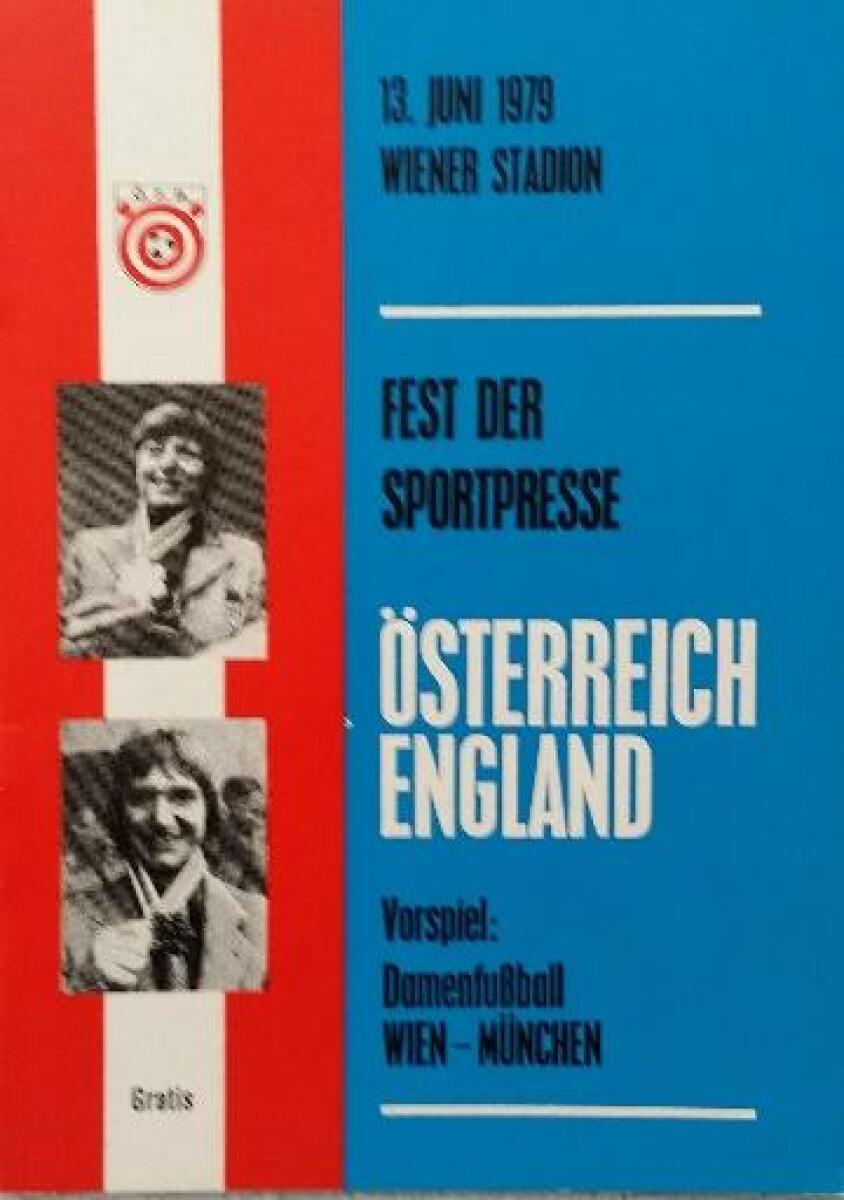 13. JUNI 1979
WIENER STADION
FEST DER
SPORTPRESSE
ÖSTERREICH
ENGLAND
Vorspiel:
Damenfußball
WIEN – MÜNCHEN
Gratis